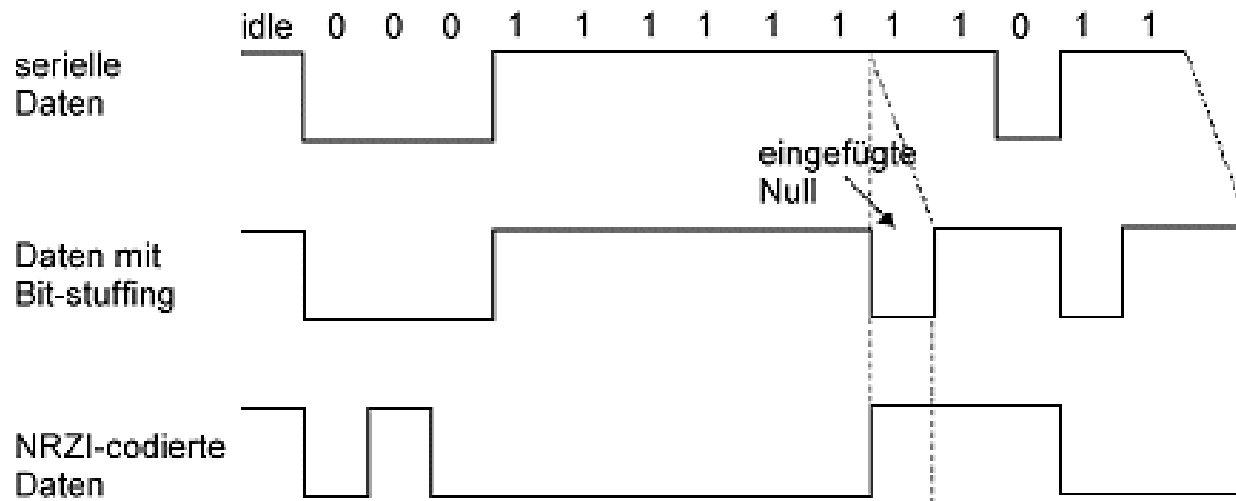 idle 0 0 0 1 1 1 1 1 1 1 1 0 1 1
serielle
Daten
eingefügte
Null
Daten mit
Bit-stuffing
NRZI-codierte
Daten